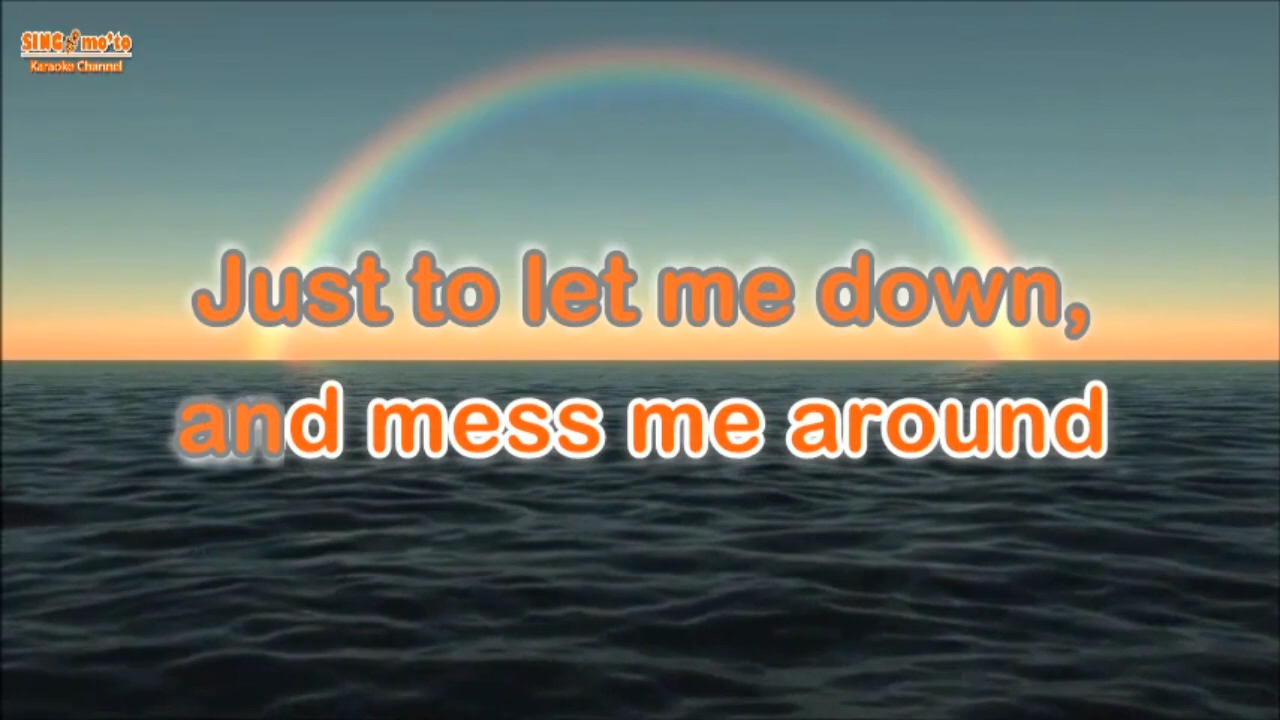 SING mo'to
Karaoke Channel
Just to let me down,
and mess me around